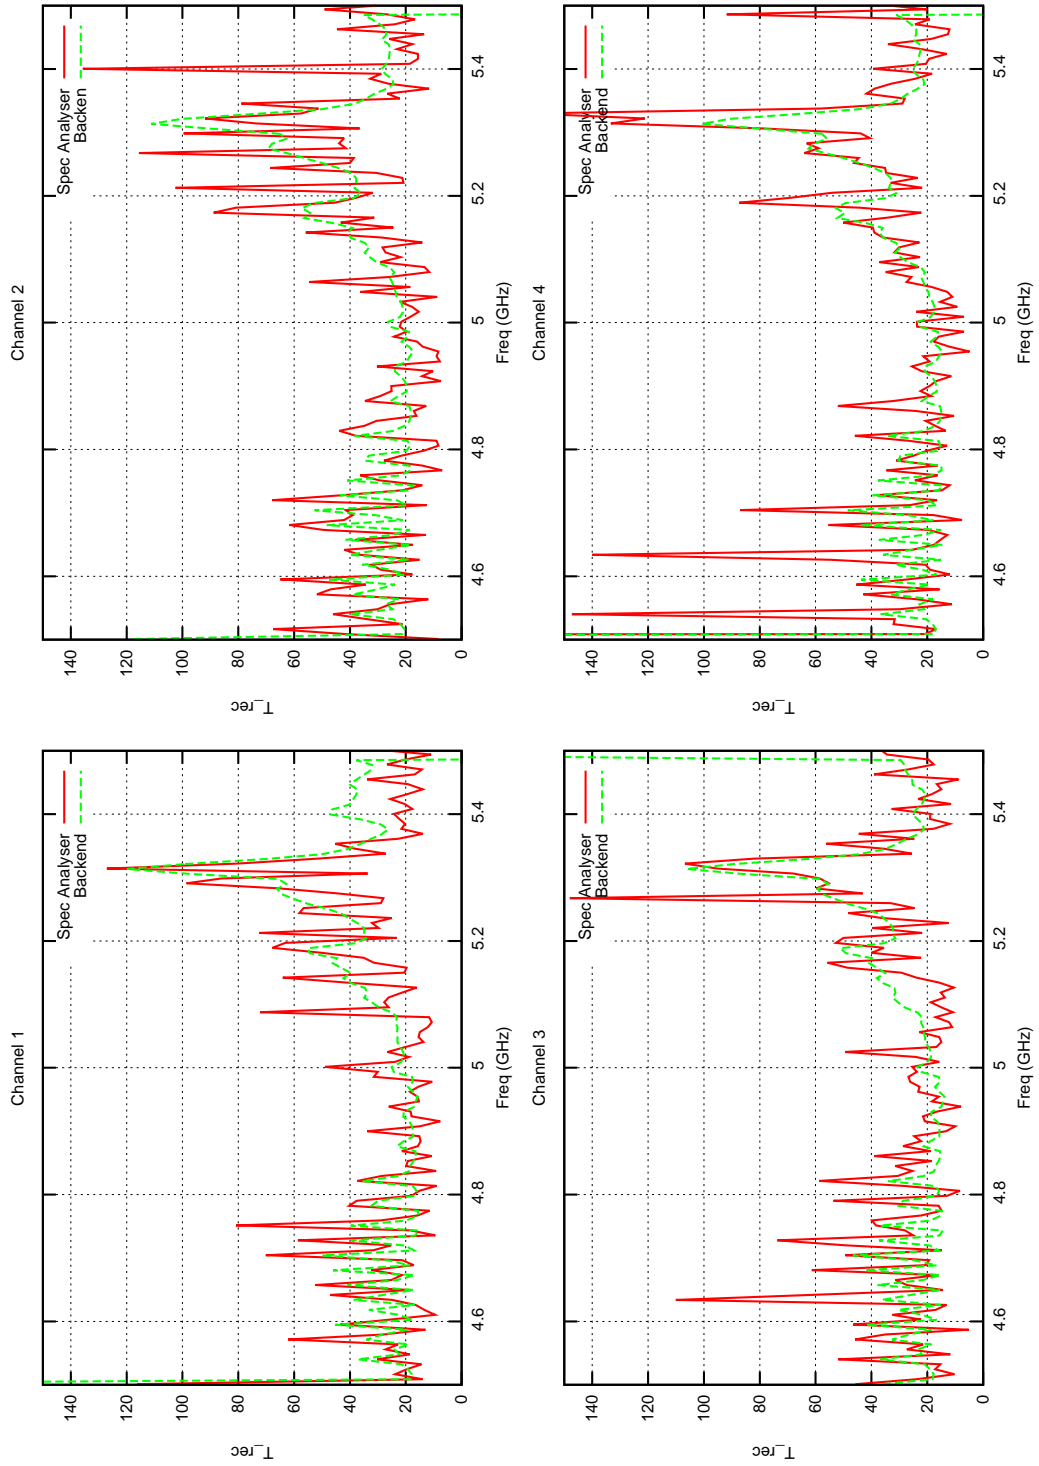 Channel 1
140
120
100
80
60
40
20
0
T_rec
Spec Analyser
Backend
4.6
4.8
5
5.2
5.4
Freq (GHz)
Channel 2
140
120
100
80
60
40
20
0
T_rec
Spec Analyser
Backend
4.6
4.8
5
5.2
5.4
Freq (GHz)
Channel 3
140
120
100
80
60
40
20
0
T_rec
Spec Analyser
Backend
4.6
4.8
5
5.2
5.4
Freq (GHz)
Channel 4
140
120
100
80
60
40
20
0
T_rec
Spec Analyser
Backend
4.6
4.8
5
5.2
5.4
Freq (GHz)